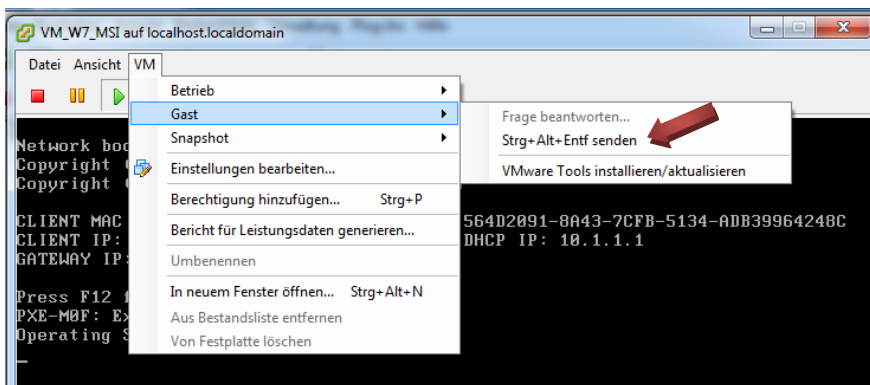 VM_W7_MSI auf localhost.localdomain
Datei Ansicht VM
Betrieb
Gast
Snapshot
Einstellungen bearbeiten...
Berechtigung hinzufügen... Strg+P
Bericht für Leistungsdaten generieren...
Umbenennen
In neuem Fenster öffnen... Strg+Alt+N
Aus Bestandsliste entfernen
Von Festplatte löschen
Frage beantworten...
Strg+Alt+Entf senden
VMware Tools installieren/aktualisieren
Network
Copyright
Copyright
CLIENT MAC 564D2091-8A43-7CFB-5134-ADB39964248C
CLIENT IP: DHCP IP: 10.1.1.1
GATEWAY IP
Press F12
PXE-M0F:
Operating